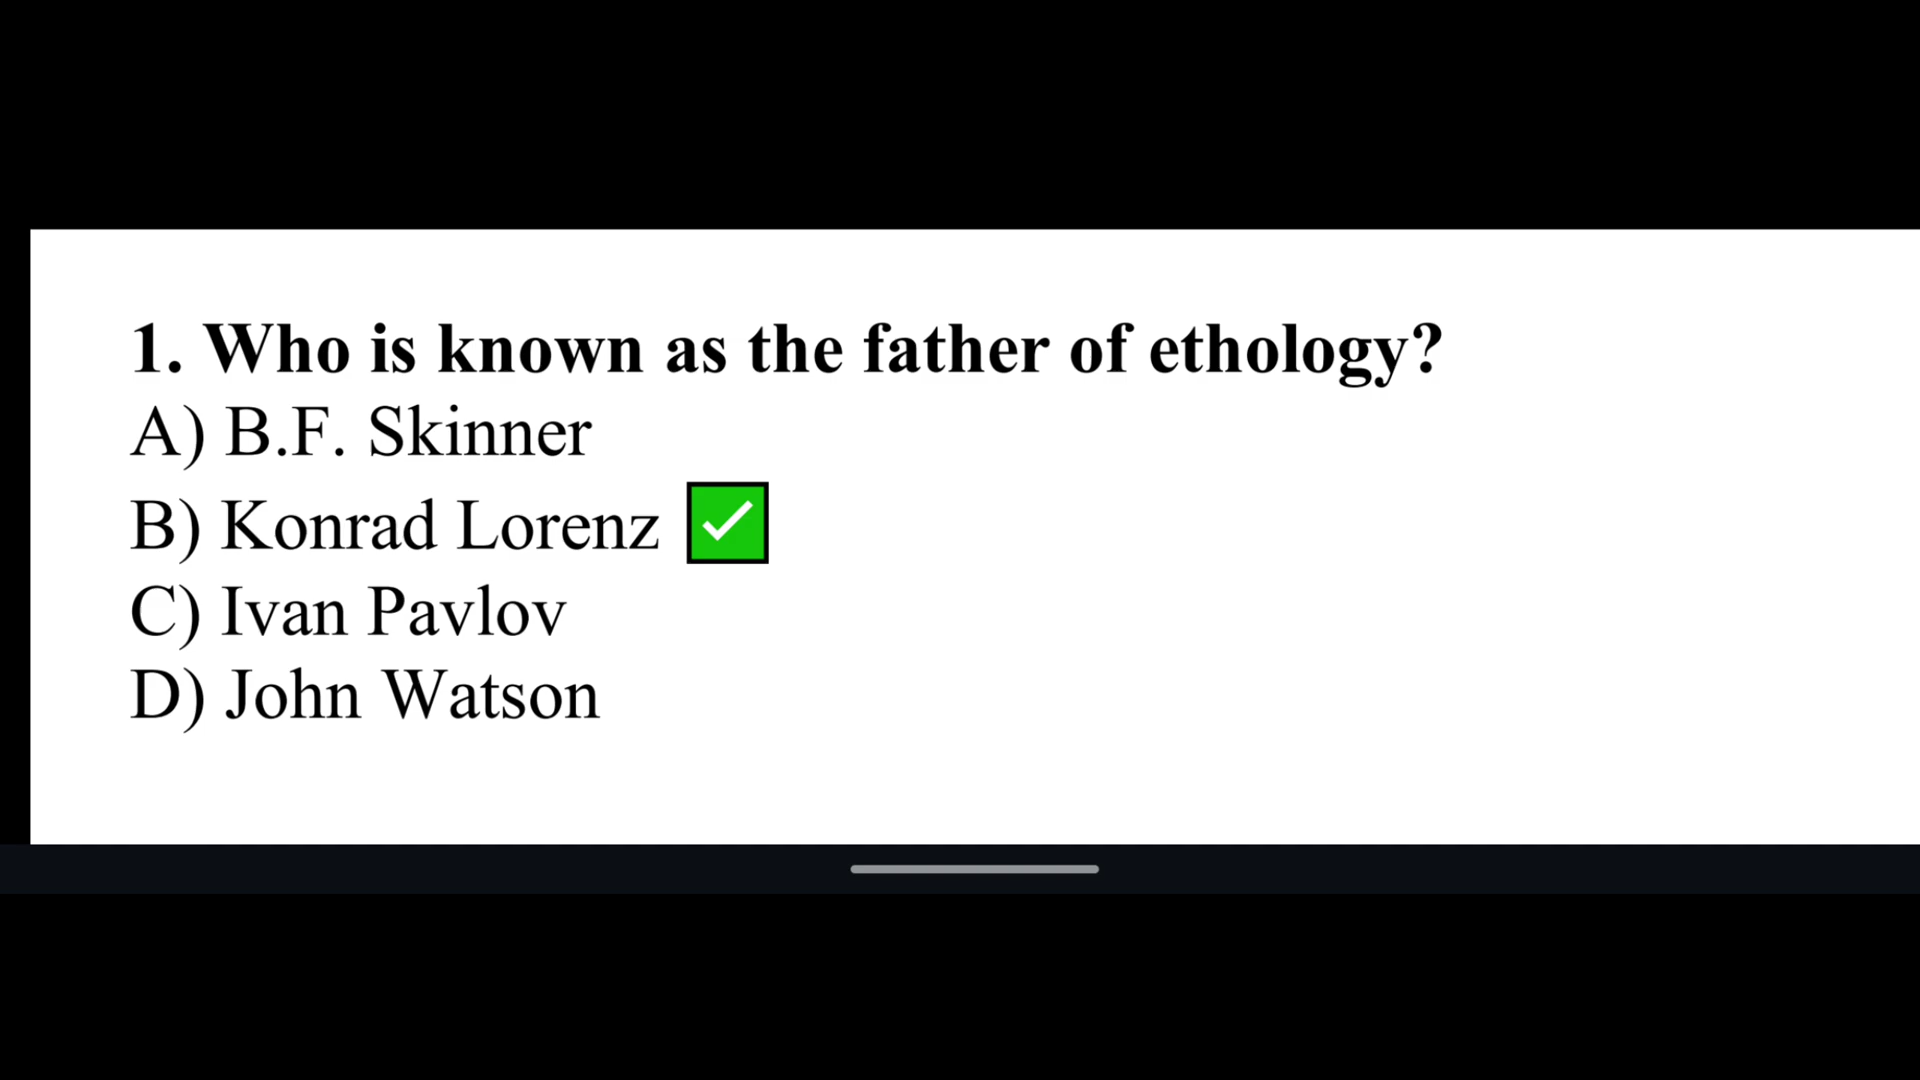 1. Who is known as the father of ethology?
A) B.F. Skinner
B) Konrad Lorenz ✅
C) Ivan Pavlov
D) John Watson